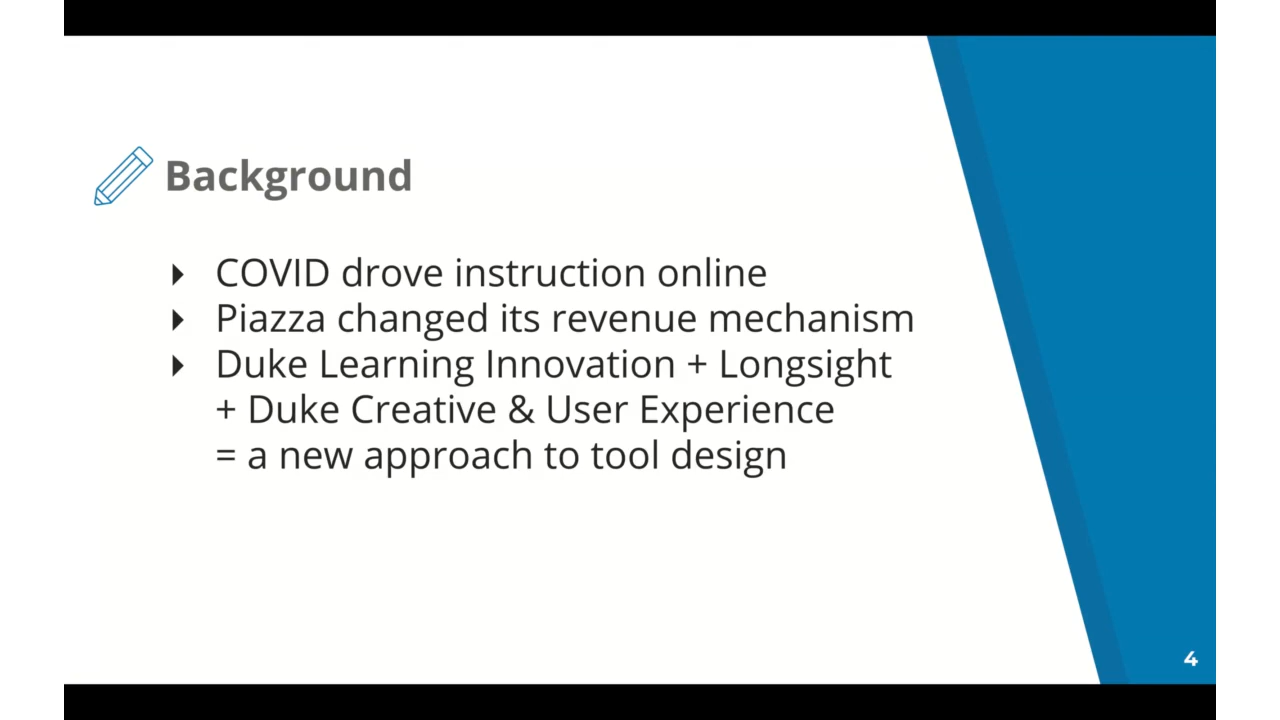 Background
COVID drove instruction online
Piazza changed its revenue mechanism
Duke Learning Innovation + Longsight
+ Duke Creative & User Experience
= a new approach to tool design
4